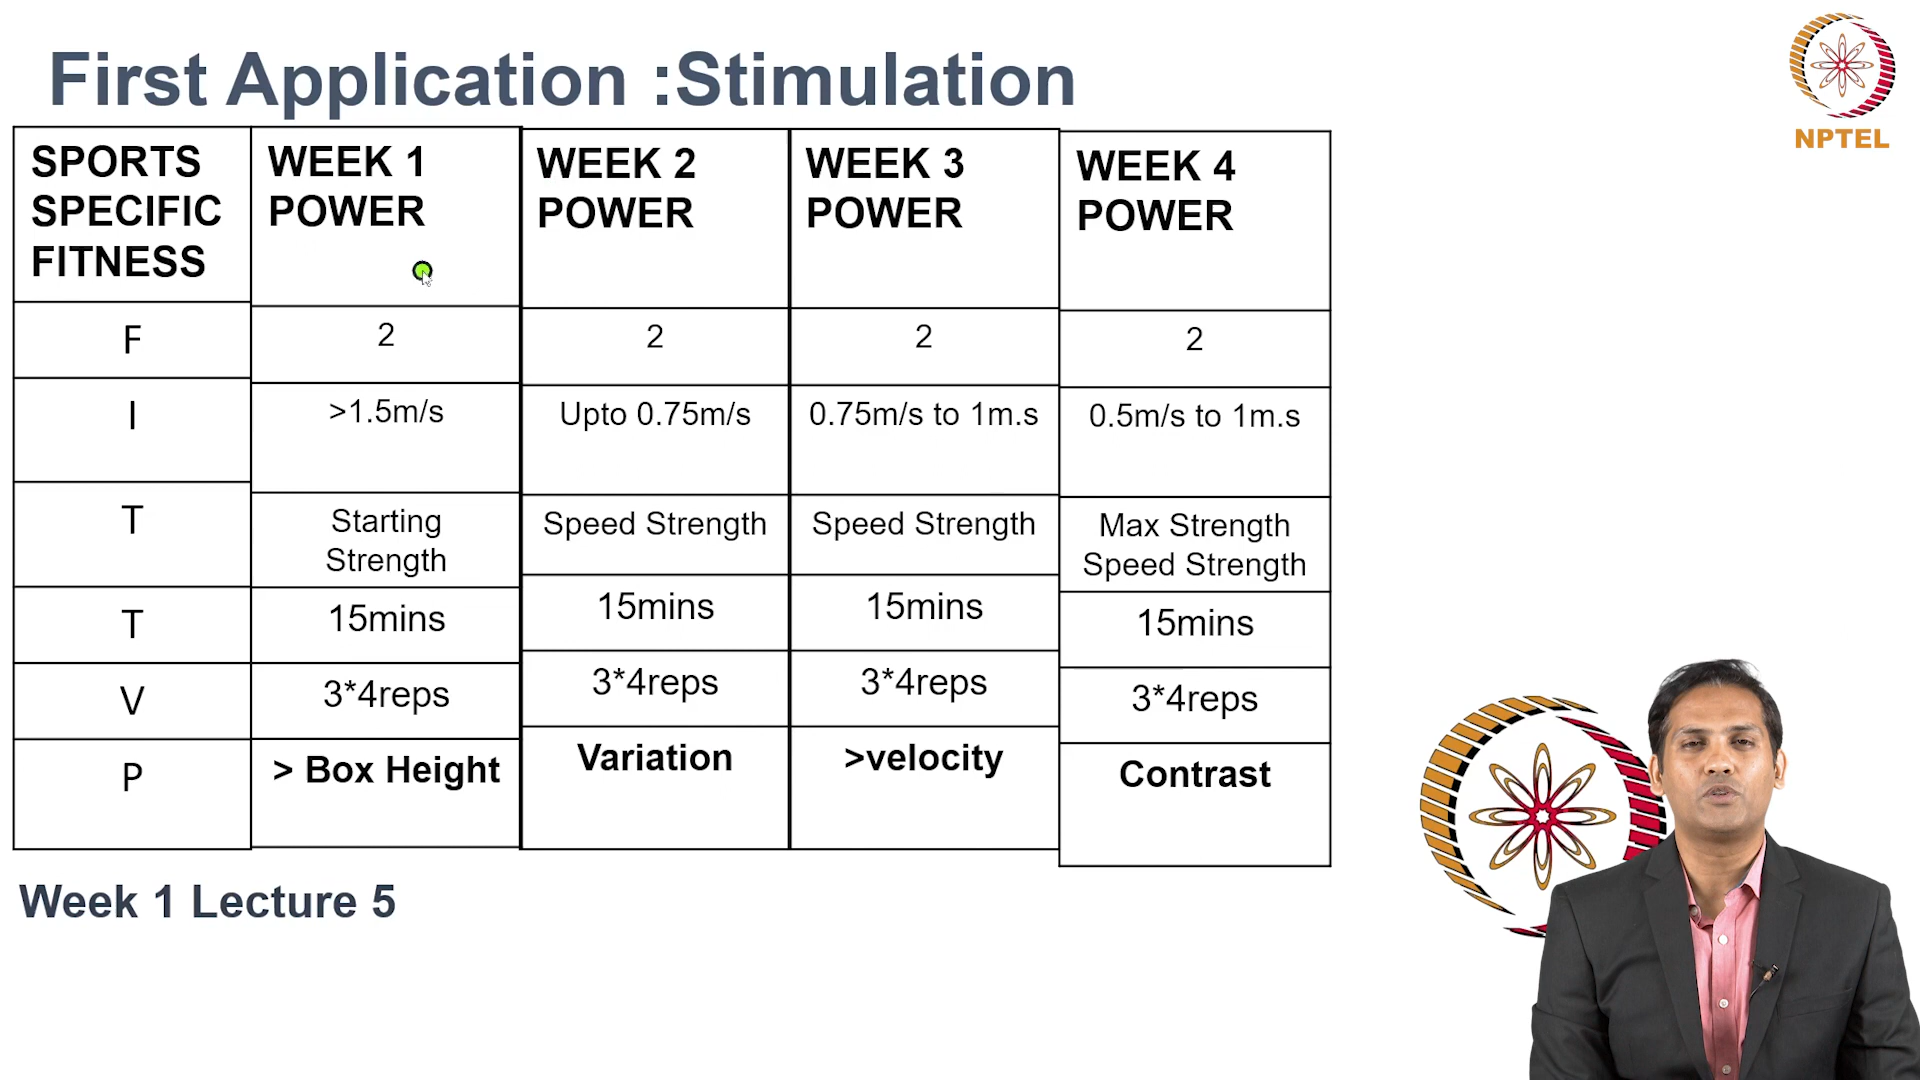 First Application :Stimulation
NPTEL
SPORTS SPECIFIC FITNESS
WEEK 1 POWER
WEEK 2 POWER
WEEK 3 POWER
WEEK 4 POWER
F
2
2
2
2
I
>1.5m/s
Upto 0.75m/s
0.75m/s to 1m.s
0.5m/s to 1m.s
T
Starting Strength
Speed Strength
Speed Strength
Max Strength Speed Strength
T
15mins
15mins
15mins
15mins
V
3*4reps
3*4reps
3*4reps
3*4reps
P
> Box Height
Variation
>velocity
Contrast
Week 1 Lecture 5